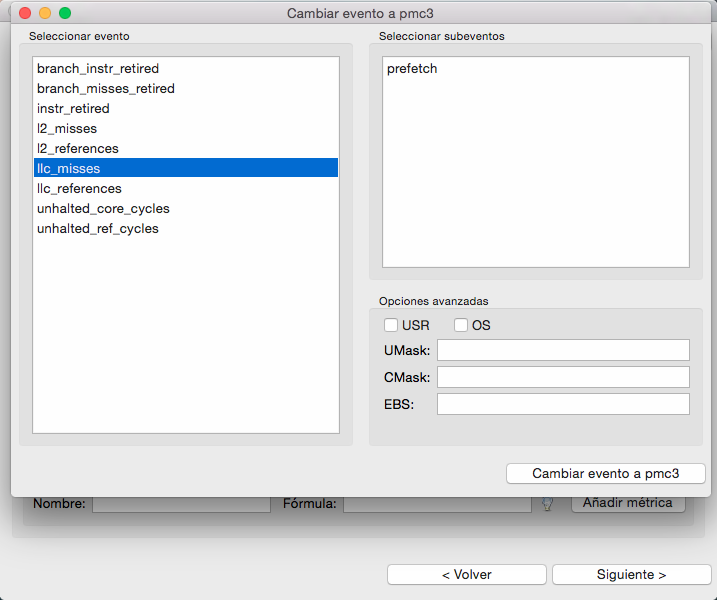 Cambiar evento a pmc3
Seleccionar evento
branch_instr_retired
branch_misses_retired
instr_retired
l2_misses
l2_references
llc_misses
llc_references
unhalted_core_cycles
unhalted_ref_cycles
Seleccionar subeventos
prefetch
Opciones avanzadas
USR OS
UMask:
CMask:
EBS:
Cambiar evento a pmc3
Nombre: Fórmula: Añadir métrica
< Volver Siguiente >